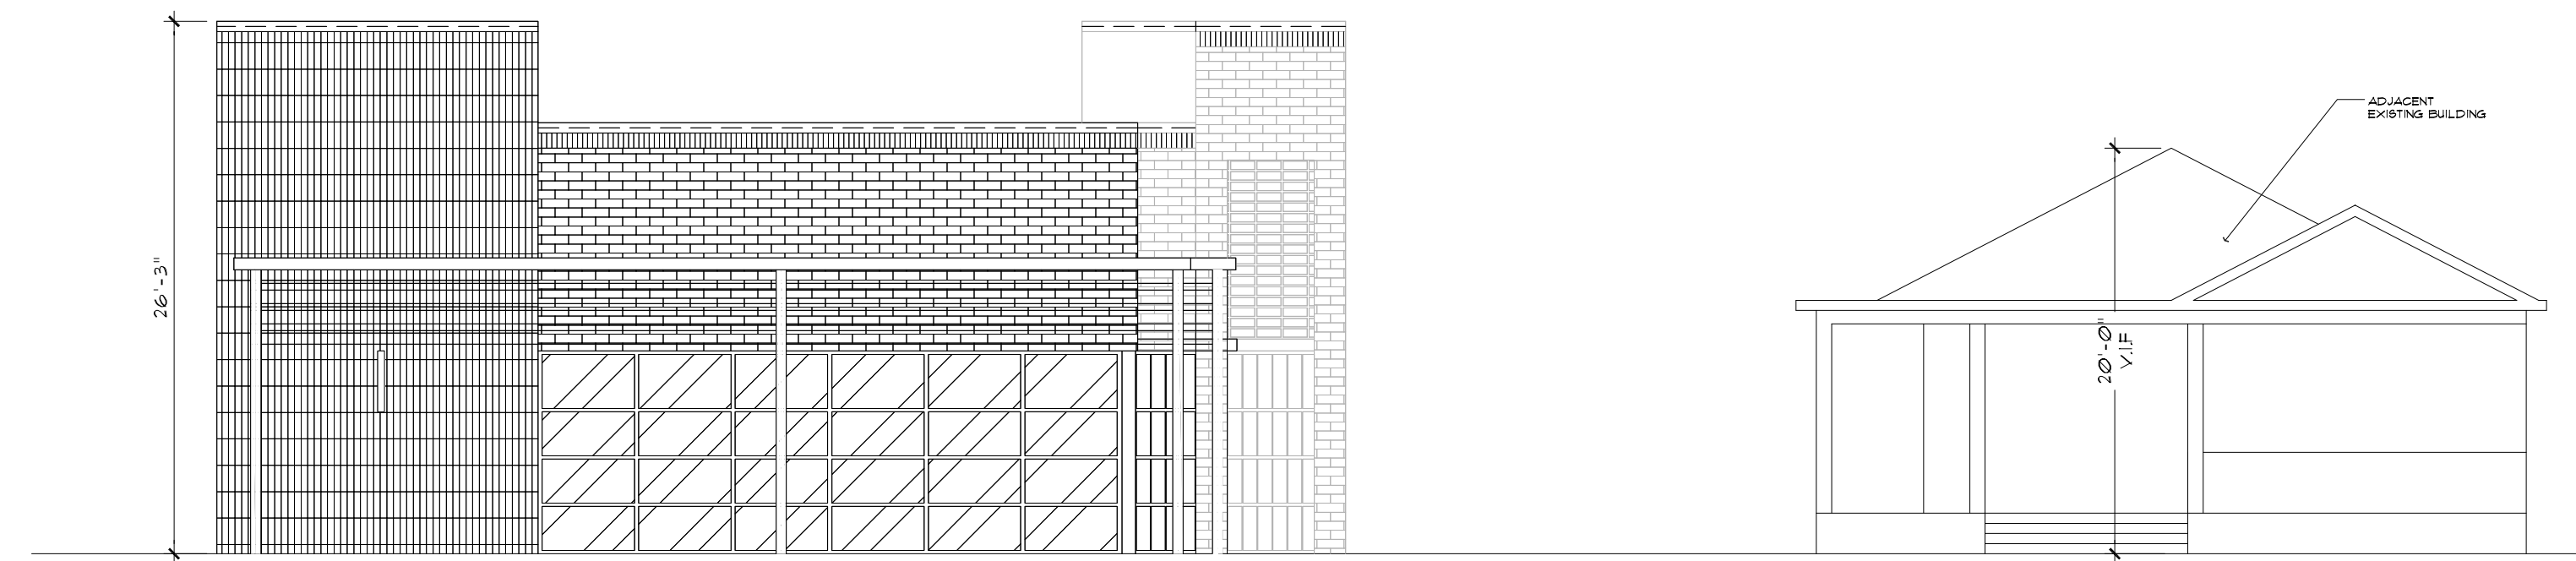 26'-3"
ADJACENT
EXISTING BUILDING
20'-0"
V.I.F